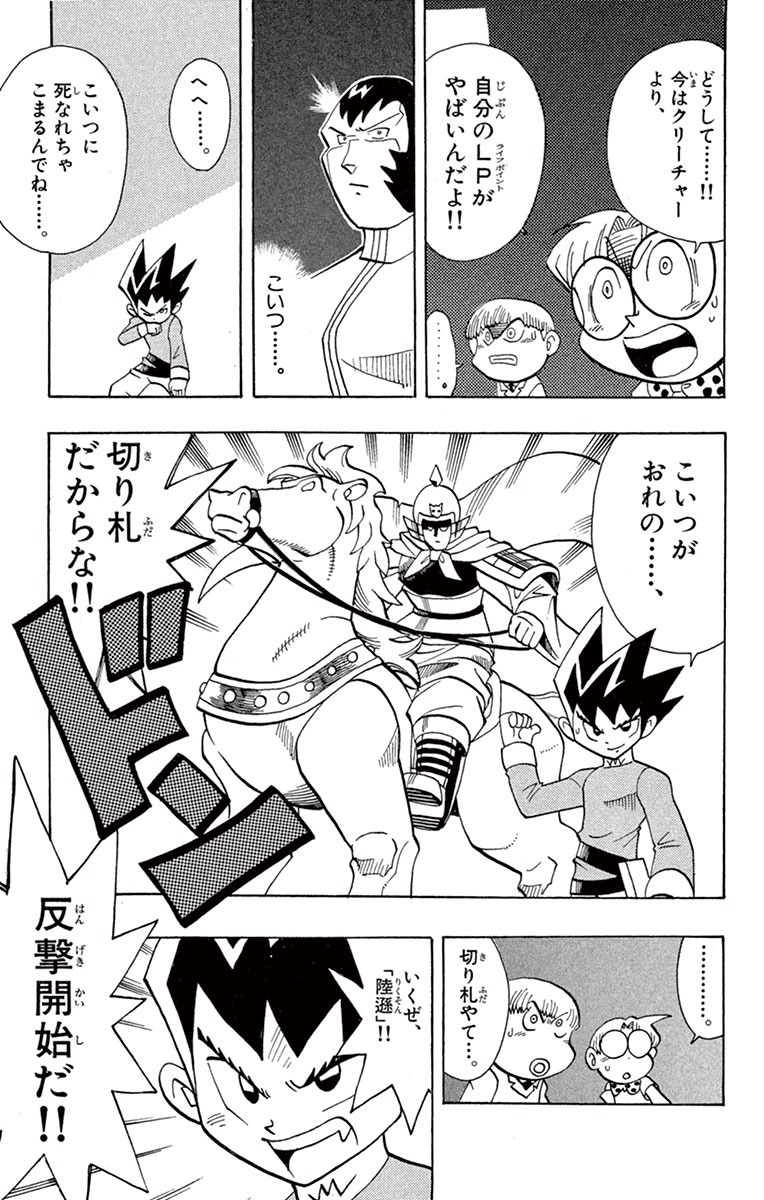 どうして……!!
今はクリーチャー
より、
自分のLPが
やばいんだよ!!
……。
こいつ……。
へへ……。
こいつに
死なれちゃ
こまるんでね……。
こいつが
おれの……、
切り札
だからな!!
ドン
……。
切り札やて…。
いくぜ、
「陸遜」!!
反撃開始だ!!